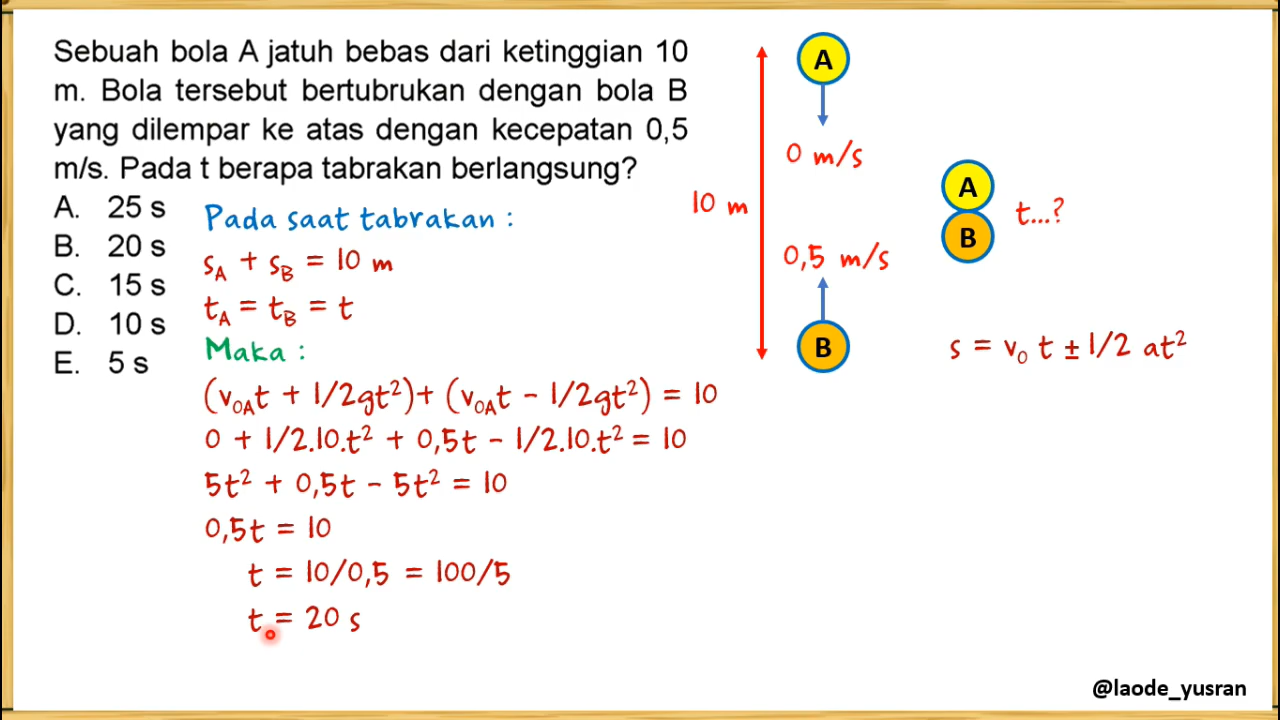 Sebuah bola A jatuh bebas dari ketinggian 10
m. Bola tersebut bertubrukan dengan bola B
yang dilempar ke atas dengan kecepatan 0,5
m/s. Pada t berapa tabrakan berlangsung?
A. 25 s
B. 20 s
C. 15 s
D. 10 s
E. 5 s
Pada saat tabrakan :
s_A + s_B = 10 m
t_A = t_B = t
Maka :
(v_0At + 1/2gt²)+ (v_0At - 1/2gt²) = 10
0 + 1/2.10.t² + 0,5t - 1/2.10.t² = 10
5t² + 0,5t - 5t² = 10
0,5t = 10
t = 10/0,5 = 100/5
t = 20 s
A
0 m/s
10 m
0,5 m/s
B
A
B
t...?
s = v_0 t ± 1/2 at²
@laode_yusran